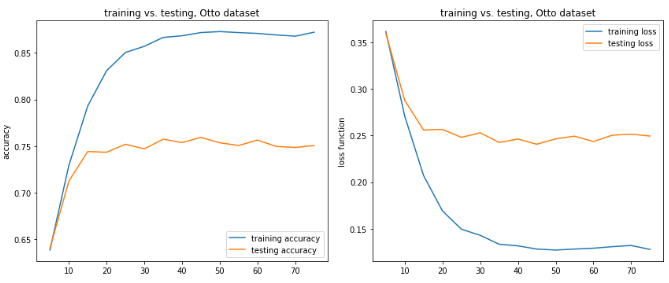 training vs. testing, Otto dataset
accuracy
0.85
0.80
0.75
0.70
0.65
10 20 30 40 50 60 70
training accuracy
testing accuracy
training vs. testing, Otto dataset
loss function
0.35
0.30
0.25
0.20
0.15
10 20 30 40 50 60 70
training loss
testing loss